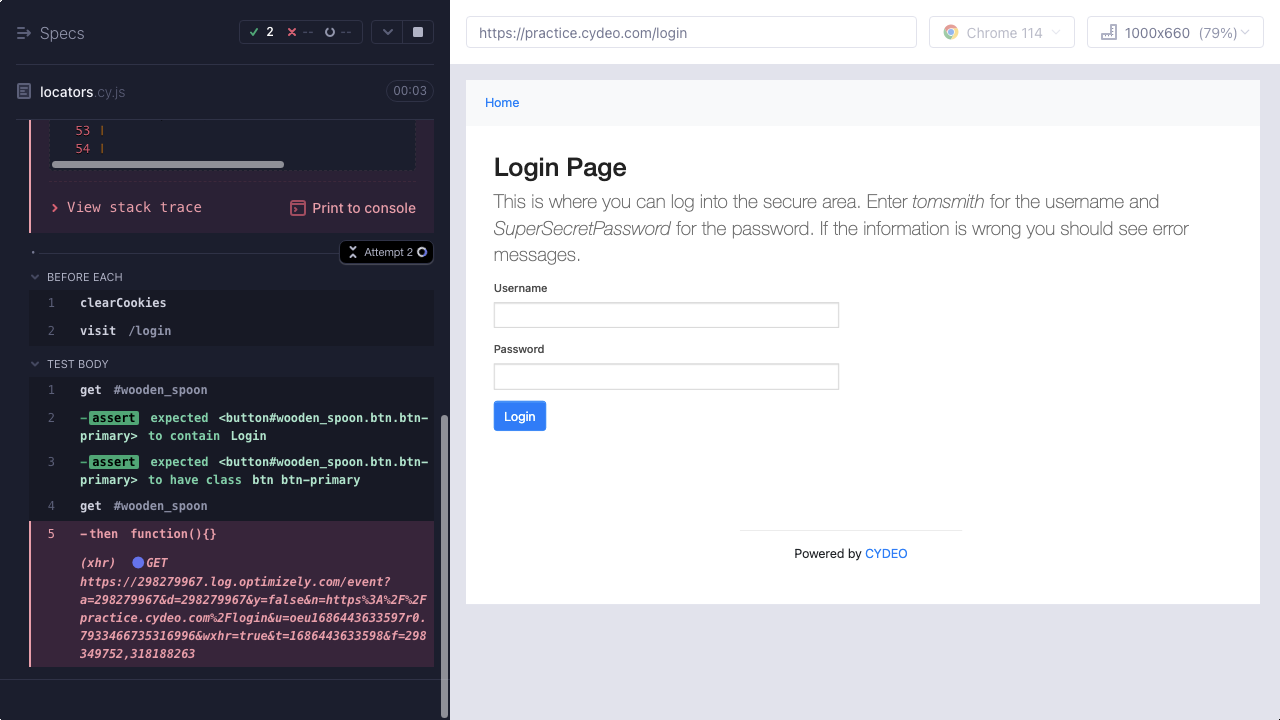 Specs
2
--
--
locators.cy.js
00:03
53 |
54 |
View stack trace
Print to console
Attempt 2
BEFORE EACH
1 clearCookies
2 visit /login
TEST BODY
1 get #wooden_spoon
2 -assert expected <button#wooden_spoon.btn.btn-
primary> to contain Login
3 -assert expected <button#wooden_spoon.btn.btn-
primary> to have class btn btn-primary
4 get #wooden_spoon
5 -then function(){}
(xhr) GET
https://298279967.log.optimizely.com/event?
a=298279967&d=298279967&y=false&n=https%3A%2F%2F
practice.cydeo.com%2Flogin&u=oeu1686443633597r0.
7933466735316996&wxhr=true&t=1686443633598&f=298
349752,318188263
https://practice.cydeo.com/login
Chrome 114
1000x660 (79%)
Home
Login Page
This is where you can log into the secure area. Enter tomsmith for the username and
SuperSecretPassword for the password. If the information is wrong you should see error
messages.
Username
Password
Login
Powered by CYDEO